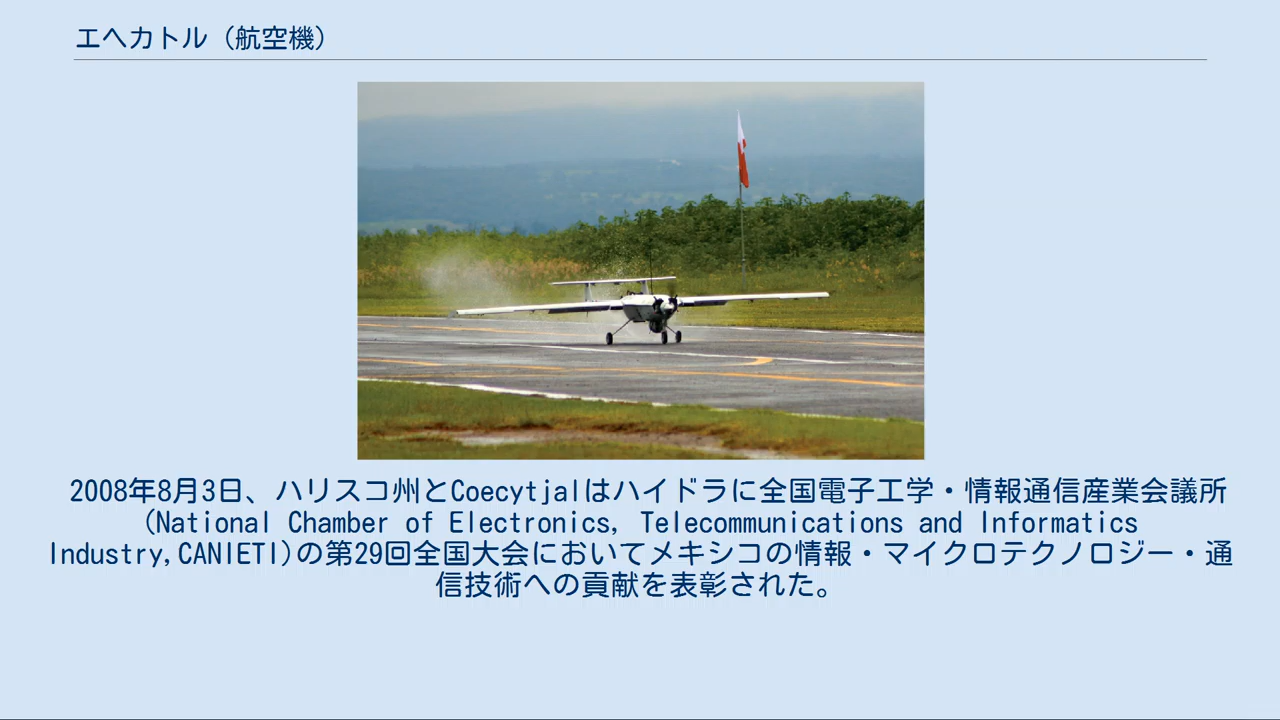 エヘカトル（航空機）
2008年8月3日、ハリスコ州とCoecytjalはハイドラに全国電子工学・情報通信産業会議所
（National Chamber of Electronics, Telecommunications and Informatics
Industry,CANIETI)の第29回全国大会においてメキシコの情報・マイクロテクノロジー・通
信技術への貢献を表彰された。